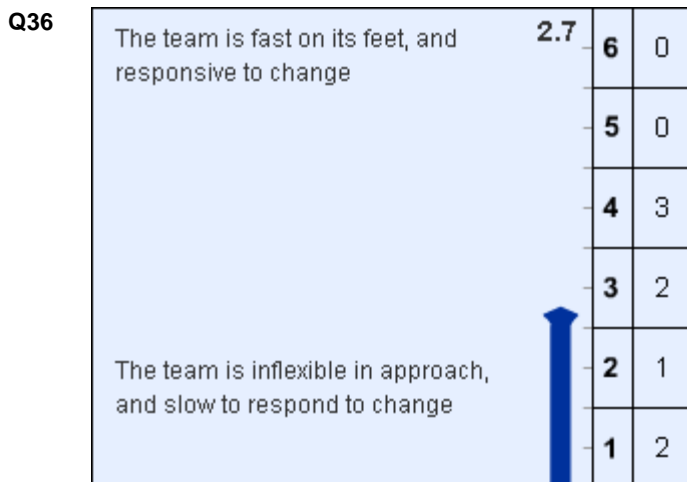 Q36
The team is fast on its feet, and
responsive to change
2.7
6 0
5 0
4 3
3 2
The team is inflexible in approach,
and slow to respond to change
2 1
1 2